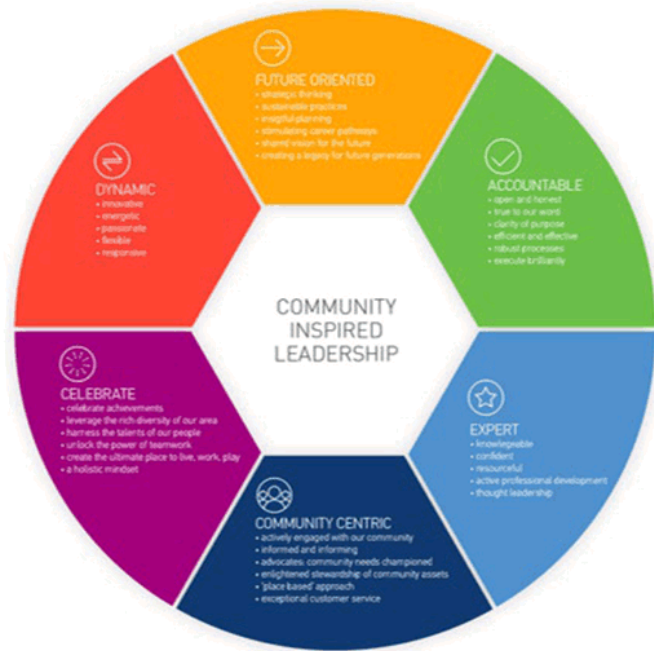 FUTURE ORIENTED
• strategic thinking
• sustainable practices
• insigtful planning
• stimulating career pathways
• shared vision for the future
• creating a legacy for future generations
ACCOUNTABLE
• open and honest
• true to our word
• clarity of purpose
• efficient and effective
• robust processes
• execute brilliantly
EXPERT
• knowlegeable
• confident
• resourceful
• active professional development
• thought leadership
COMMUNITY CENTRIC
• actively engaged with our community
• informed and informing
• advocates: community needs championed
• enlightened stewardship of community assets
• 'place based' approach
• exceptional customer service
CELEBRATE
• celebrate achievements
• leverage the rich diversity of our area
• harness the talents of our people
• unlock the power of teamwork
• create the ultimate place to live, work, play
• a holistic mindset
DYNAMIC
• innovative
• energetic
• passionate
• flexible
• responsive
COMMUNITY
INSPIRED
LEADERSHIP